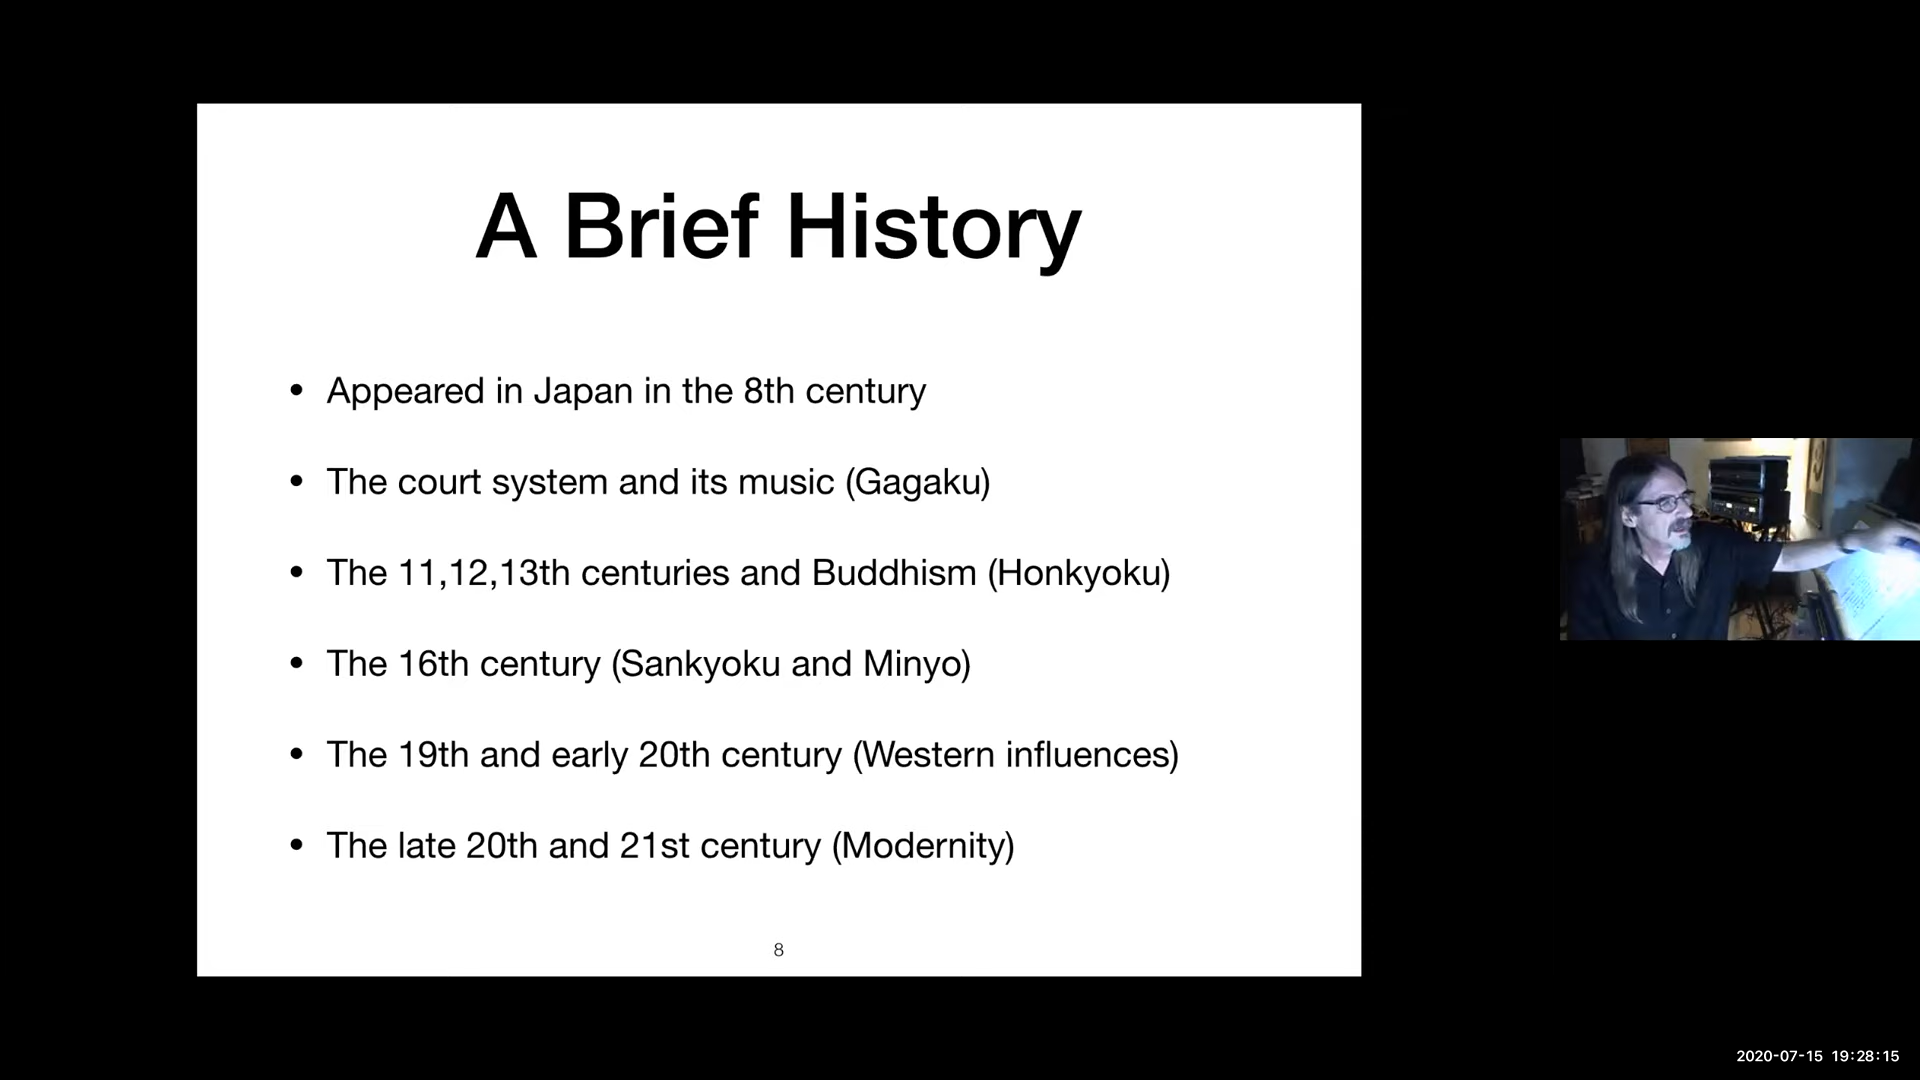 A Brief History
• Appeared in Japan in the 8th century
• The court system and its music (Gagaku)
• The 11,12,13th centuries and Buddhism (Honkyoku)
• The 16th century (Sankyoku and Minyo)
• The 19th and early 20th century (Western influences)
• The late 20th and 21st century (Modernity)
8
2020-07-15 19:28:15